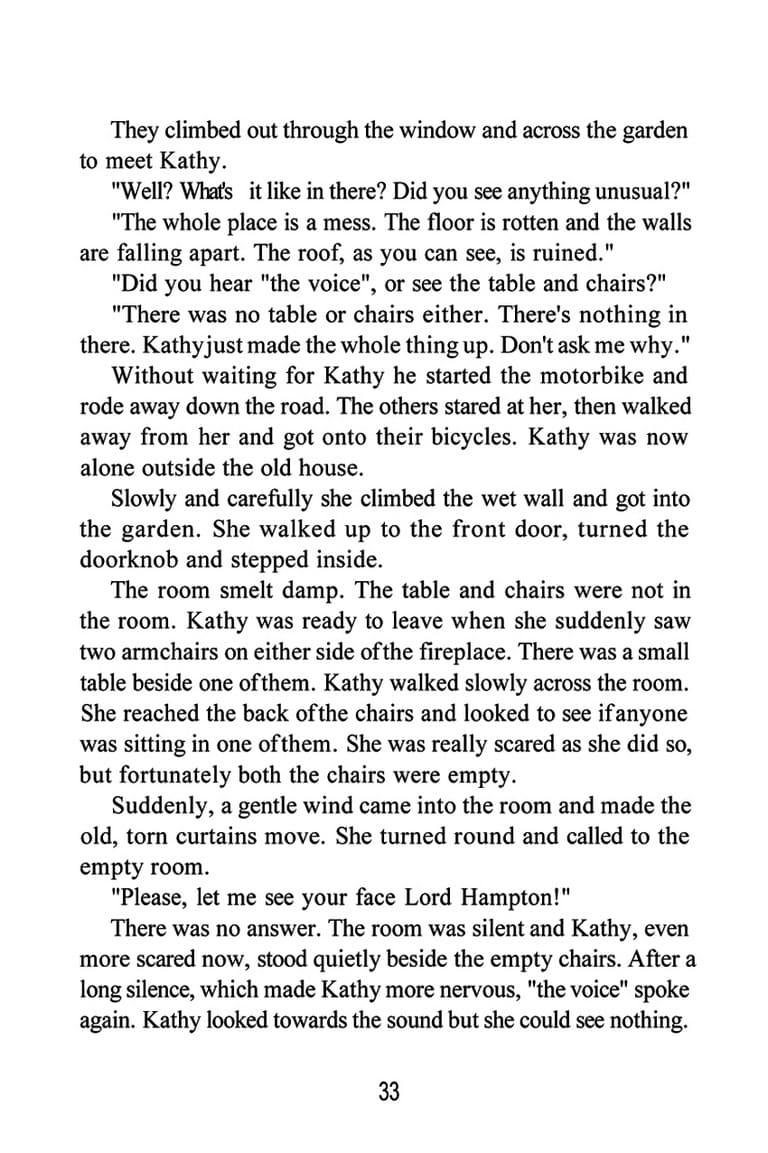 They climbed out through the window and across the garden
to meet Kathy.
"Well? What's it like in there? Did you see anything unusual?"
"The whole place is a mess. The floor is rotten and the walls
are falling apart. The roof, as you can see, is ruined."
"Did you hear "the voice", or see the table and chairs?"
"There was no table or chairs either. There's nothing in
there. Kathy just made the whole thing up. Don't ask me why."
Without waiting for Kathy he started the motorbike and
rode away down the road. The others stared at her, then walked
away from her and got onto their bicycles. Kathy was now
alone outside the old house.
Slowly and carefully she climbed the wet wall and got into
the garden. She walked up to the front door, turned the
doorknob and stepped inside.
The room smelt damp. The table and chairs were not in
the room. Kathy was ready to leave when she suddenly saw
two armchairs on either side of the fireplace. There was a small
table beside one of them. Kathy walked slowly across the room.
She reached the back of the chairs and looked to see if anyone
was sitting in one of them. She was really scared as she did so,
but fortunately both the chairs were empty.
Suddenly, a gentle wind came into the room and made the
old, torn curtains move. She turned round and called to the
empty room.
"Please, let me see your face Lord Hampton!"
There was no answer. The room was silent and Kathy, even
more scared now, stood quietly beside the empty chairs. After a
long silence, which made Kathy more nervous, "the voice" spoke
again. Kathy looked towards the sound but she could see nothing.
33